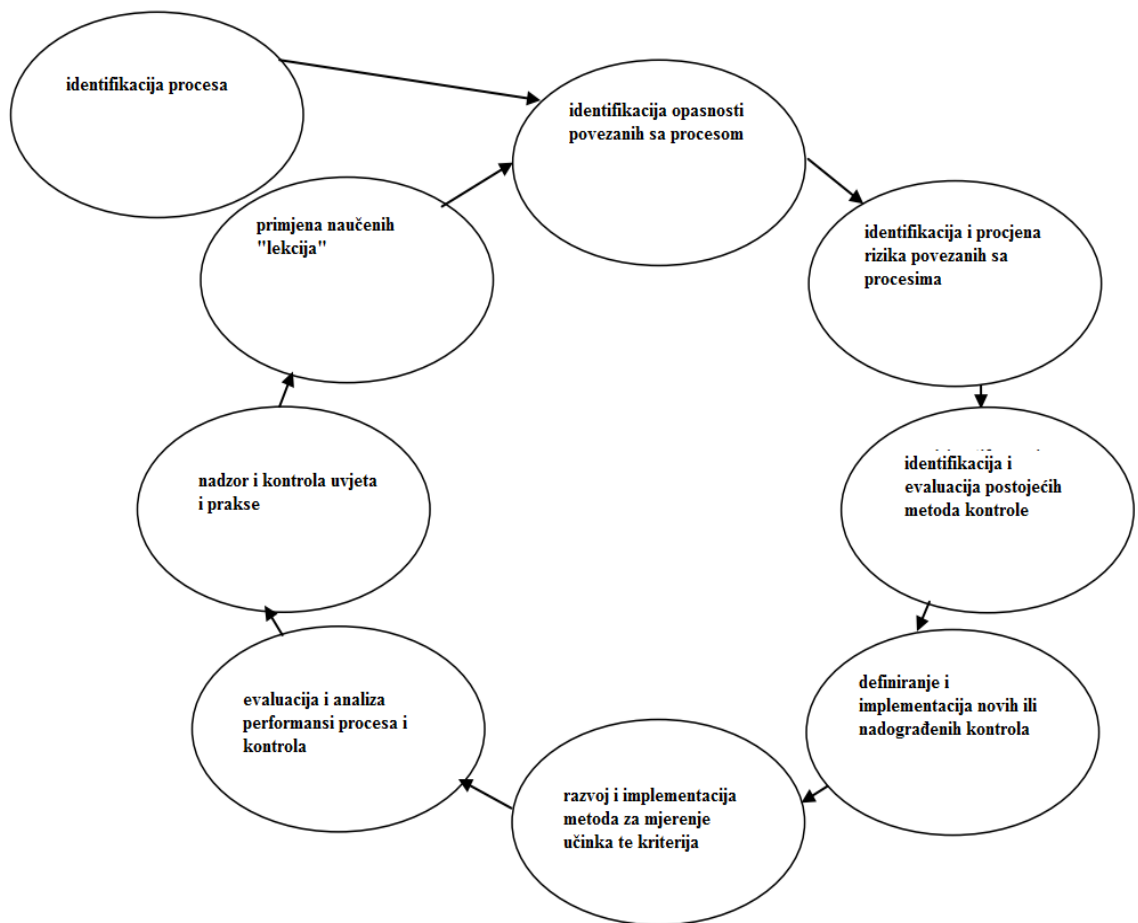 identifikacija procesa
identifikacija opasnosti
povezanih sa procesom
identifikacija i procjena
rizika povezanih sa
procesima
identifikacija i
evaluacija postojećih
metoda kontrole
definiranje i
implementacija novih ili
nadograđenih kontrola
razvoj i implementacija
metoda za mjerenje
učinka te kriterija
evaluacija i analiza
performansi procesa i
kontrola
nadzor i kontrola uvjeta
i prakse
primjena naučenih
"lekcija"